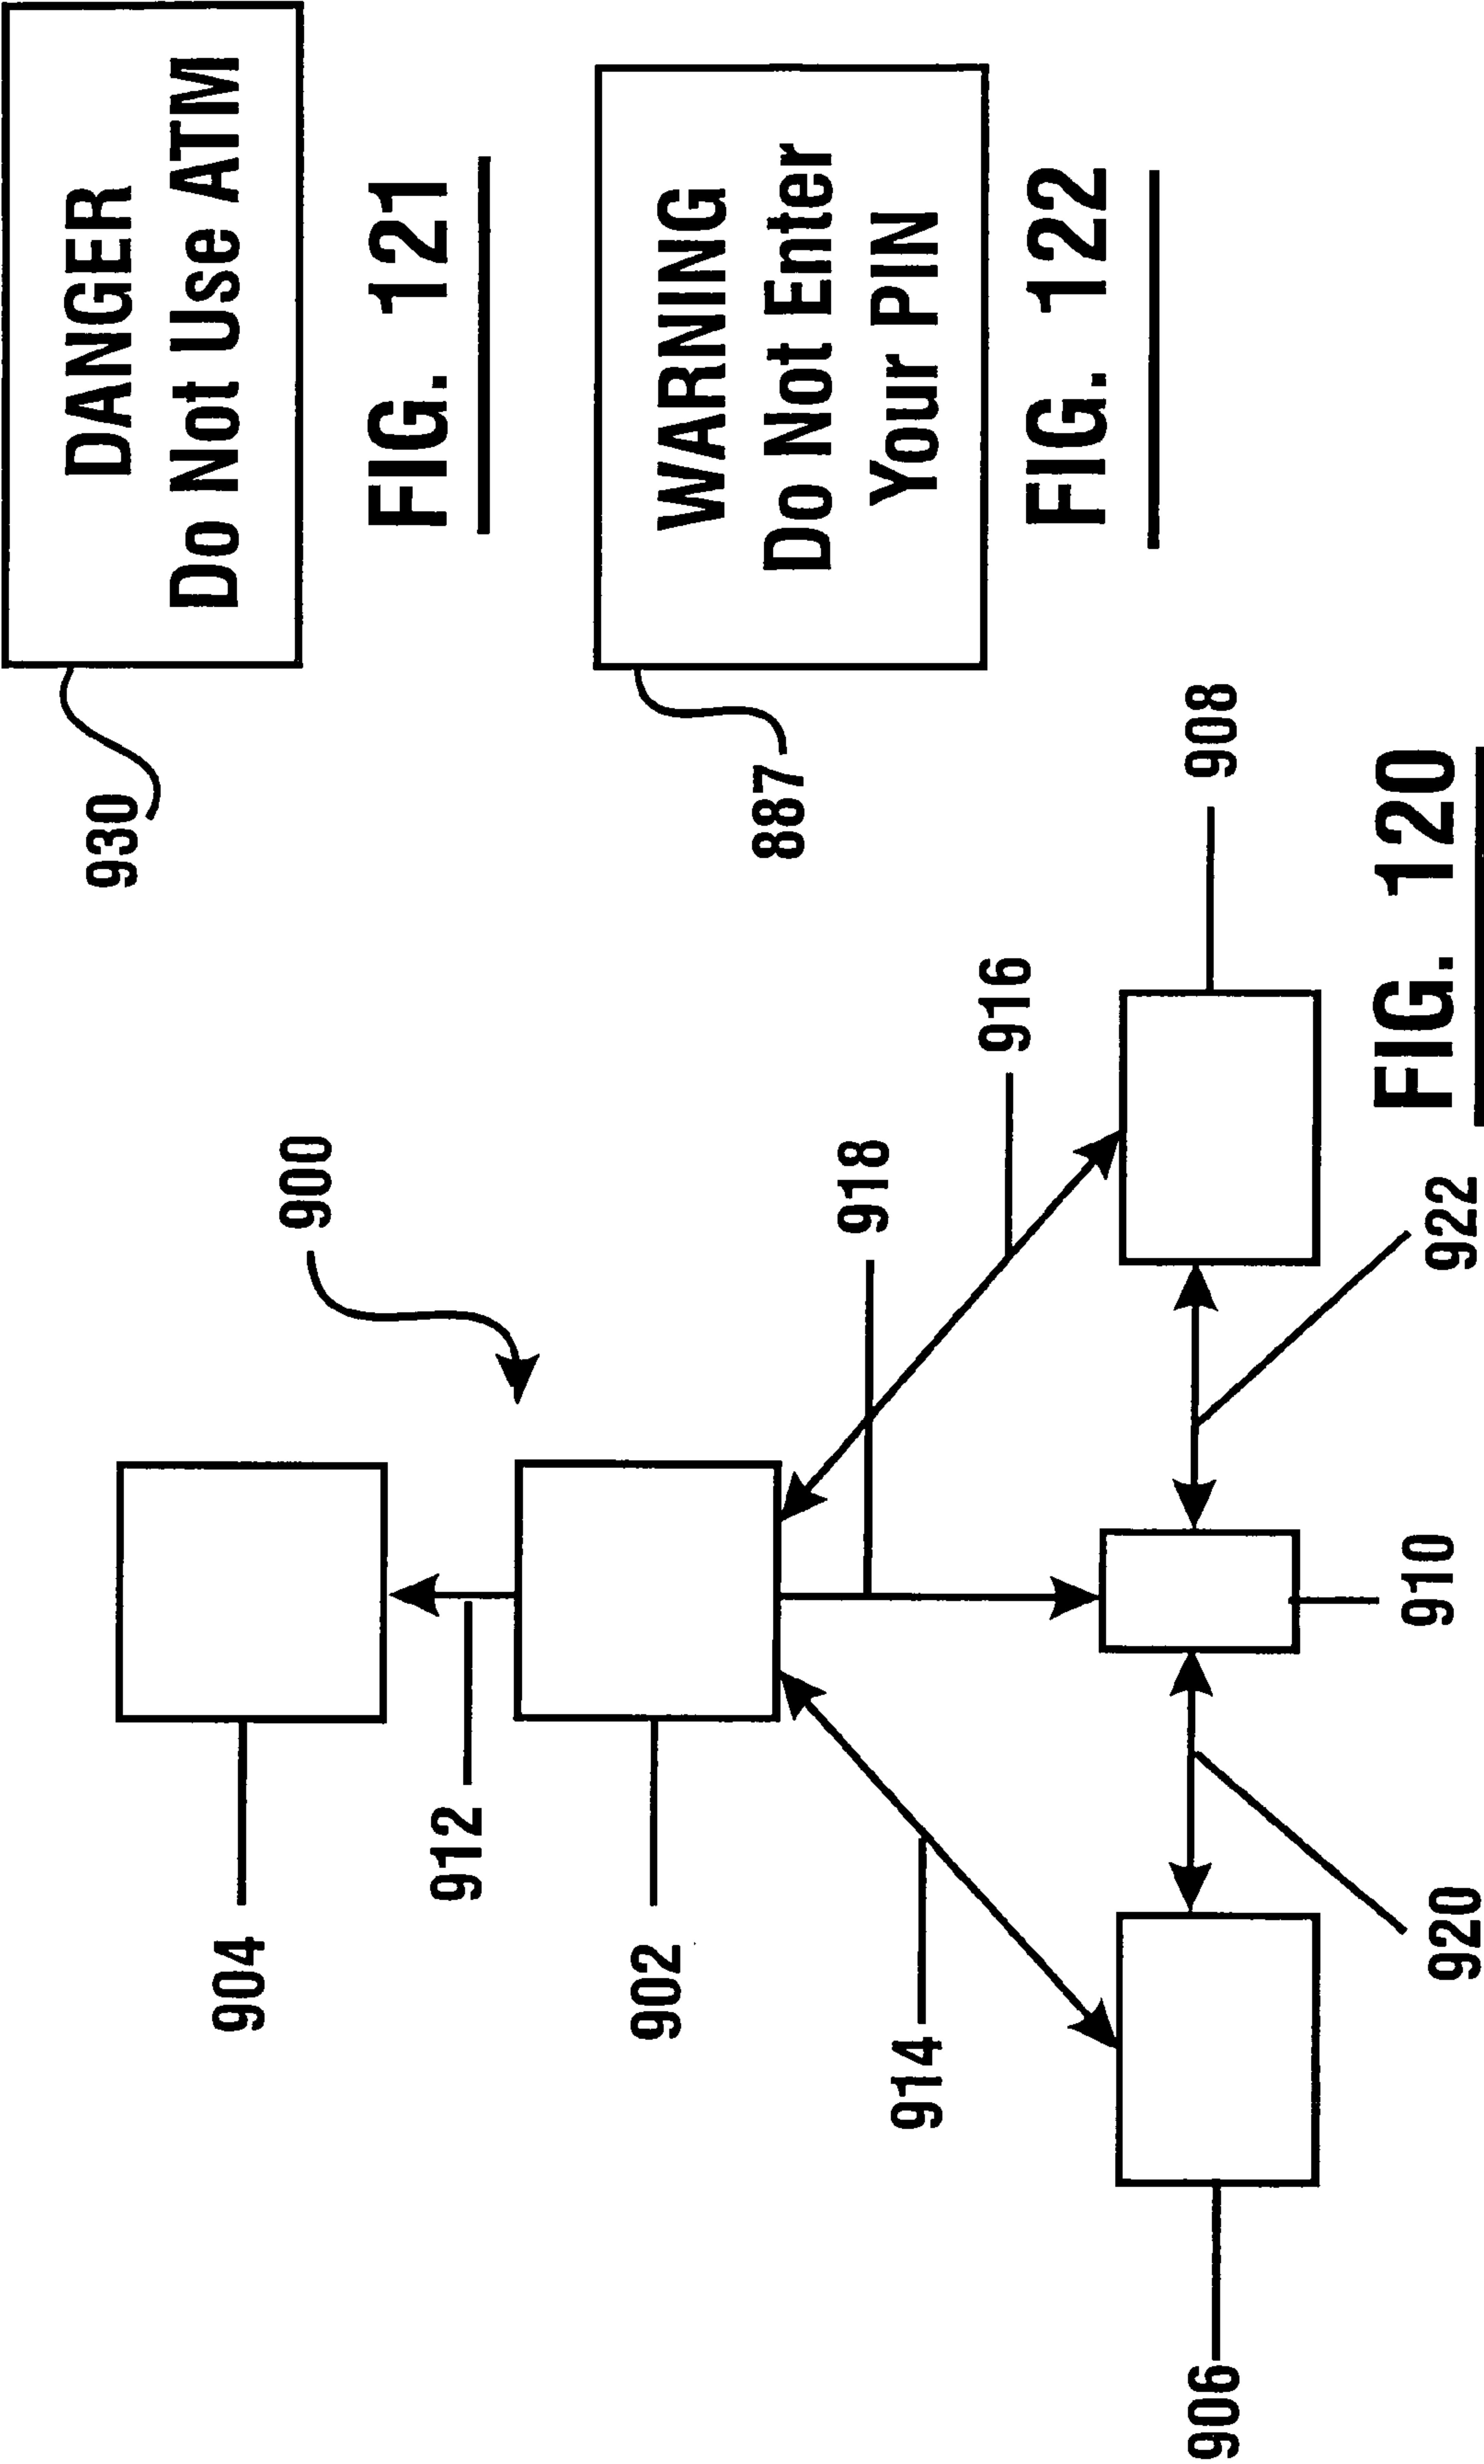 904
912
902
914
906
920
900
918
916
910
922
908
FIG. 120
930
DANGER
Do Not Use ATM
FIG. 121
887
WARNING
Do Not Enter
Your PIN
FIG. 122